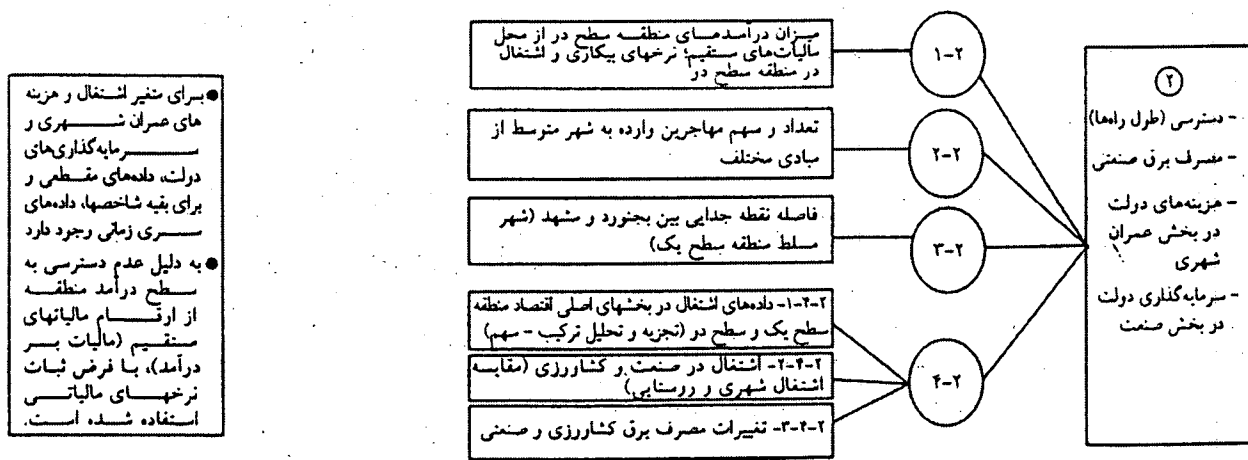 ۲
- دسترسی (طول راهها)
- مصرف برق صنعتی
- هزینه‌های دولت
در بخش عمران
شهری
- سرمایه‌گذاری دولت
در بخش صنعت
۱-۲
میزان درآمدهای منطقه سطح دو از محل
مالیات‌های مستقیم؛ نرخهای بیکاری و اشتغال
در منطقه سطح دو
۲-۲
تعداد و سهم مهاجرین وارده به شهر متوسط از
مبادی مختلف
۳-۲
فاصله نقطه جدایی بین بجنورد و مشهد (شهر
مسلط منطقه سطح یک)
۴-۲
۱-۴-۲- داده‌های اشتغال در بخشهای اصلی اقتصاد منطقه
سطح یک و سطح دو (تجزیه و تحلیل ترکیب - سهم)
۲-۴-۲- اشتغال در صنعت و کشاورزی (مقایسه
اشتغال شهری و روستایی)
۳-۴-۲- تغییرات مصرف برق کشاورزی و صنعتی
● برای متغیر اشتغال و هزینه
های عمران شهری و
سرمایه‌گذاری‌های
دولت، داده‌های مقطعی و
برای بقیه شاخصها، داده‌های
سری زمانی وجود دارد
● به دلیل عدم دسترسی به
سطح درآمد منطقه
از ارقام مالیاتهای
مستقیم (مالیات بر
درآمد)، با فرض ثبات
نرخهای مالیاتی
استفاده شده است.